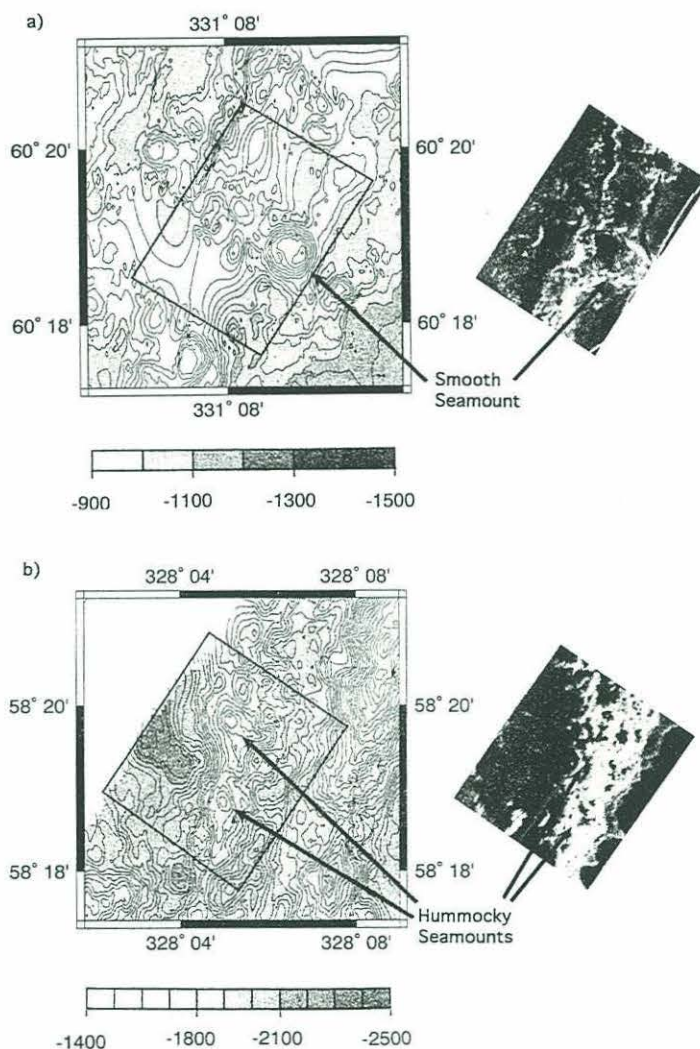 a)
331° 08'
60° 20' 60° 20'
60° 18' 60° 18'
331° 08'
Smooth
Seamount
-900 -1100 -1300 -1500
b)
328° 04' 328° 08'
58° 20' 58° 20'
58° 18' 58° 18'
328° 04' 328° 08'
Hummocky
Seamounts
-1400 -1800 -2100 -2500